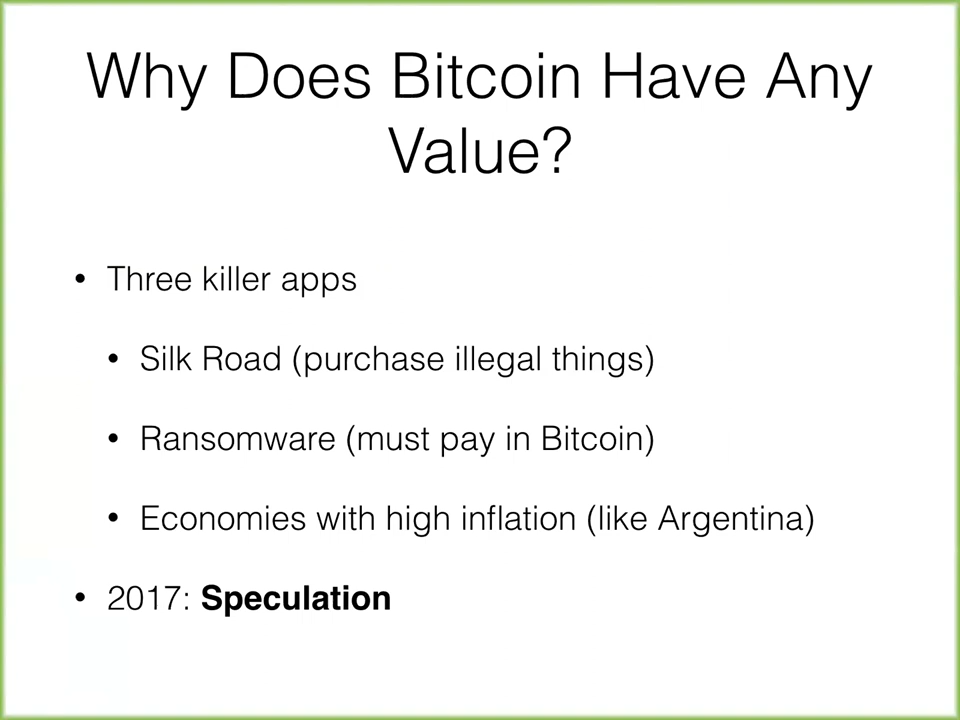 Why Does Bitcoin Have Any
Value?
• Three killer apps
• Silk Road (purchase illegal things)
• Ransomware (must pay in Bitcoin)
• Economies with high inflation (like Argentina)
• 2017: Speculation